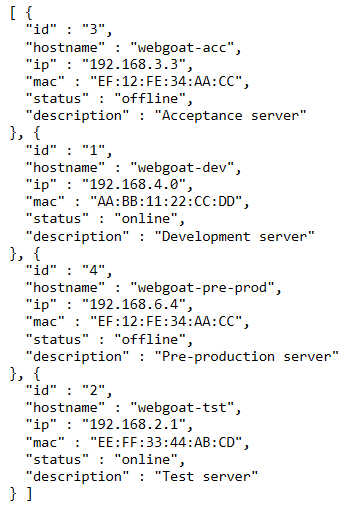 [ {
  "id" : "3",
  "hostname" : "webgoat-acc",
  "ip" : "192.168.3.3",
  "mac" : "EF:12:FE:34:AA:CC",
  "status" : "offline",
  "description" : "Acceptance server"
}, {
  "id" : "1",
  "hostname" : "webgoat-dev",
  "ip" : "192.168.4.0",
  "mac" : "AA:BB:11:22:CC:DD",
  "status" : "online",
  "description" : "Development server"
}, {
  "id" : "4",
  "hostname" : "webgoat-pre-prod",
  "ip" : "192.168.6.4",
  "mac" : "EF:12:FE:34:AA:CC",
  "status" : "offline",
  "description" : "Pre-production server"
}, {
  "id" : "2",
  "hostname" : "webgoat-tst",
  "ip" : "192.168.2.1",
  "mac" : "EE:FF:33:44:AB:CD",
  "status" : "online",
  "description" : "Test server"
} ]